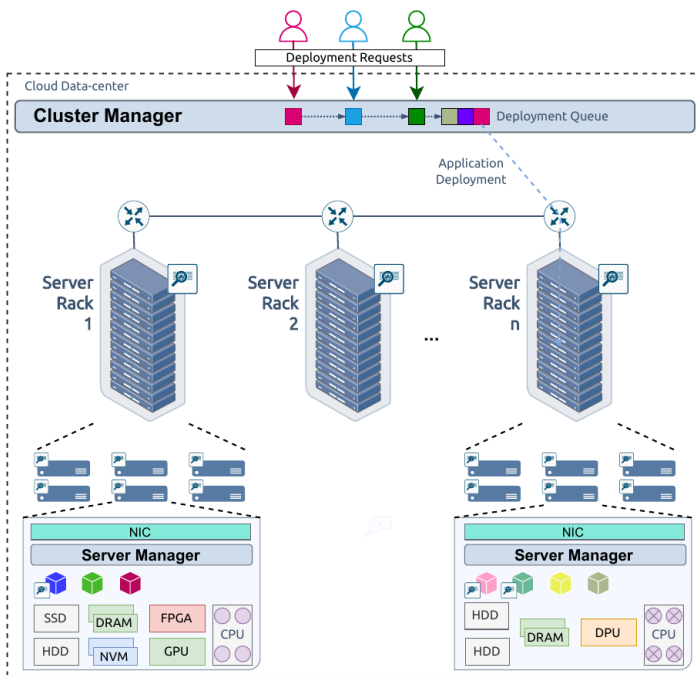 Deployment Requests
Cloud Data-center
Cluster Manager
Deployment Queue
Application
Deployment
Server
Rack
1
Server
Rack
2
...
Server
Rack
n
NIC
Server Manager
SSD
DRAM
FPGA
CPU
HDD
NVM
GPU
NIC
Server Manager
HDD
DRAM
DPU
CPU
HDD